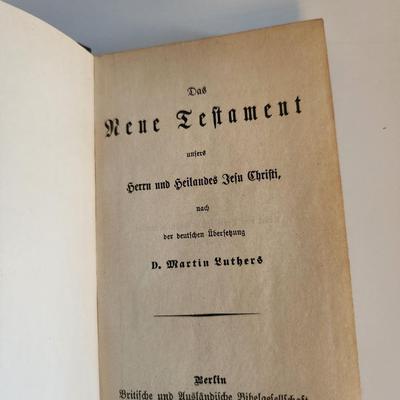 Das
Neue Testament
unsers
Herrn und Heilandes Jesu Christi,
nach
der deutschen Übersetzung
D. Martin Luthers
Berlin
Britische und Ausländische Bibelgesellschaft